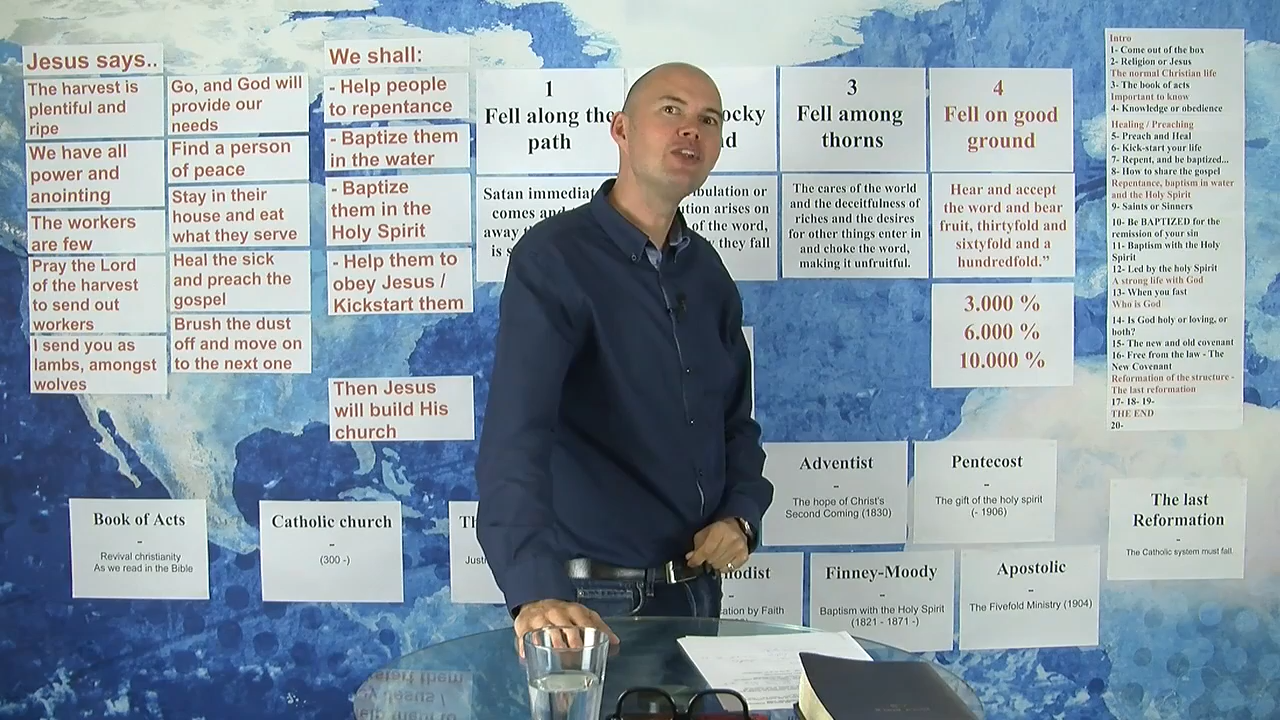 Jesus says..
The harvest is
plentiful and
ripe
We have all
power and
anointing
The workers
are few
Pray the Lord
of the harvest
to send out
workers
I send you as
lambs, amongst
wolves
Go, and God will
provide our
needs
Find a person
of peace
Stay in their
house and eat
what they serve
Heal the sick
and preach the
gospel
Brush the dust
off and move on
to the next one
We shall:
- Help people
to repentance
- Baptize them
in the water
- Baptize
them in the
Holy Spirit
- Help them to
obey Jesus /
Kickstart them
Then Jesus
will build His
church
1
Fell along the
path
Satan
comes
away
is
3
Fell among
thorns
The cares of the world
and the deceitfulness of
riches and the desires
for other things enter in
and choke the word,
making it unfruitful.
or
arises on
of the word,
they fall
4
Fell on good
ground
Hear and accept
the word and bear
fruit, thirtyfold and
sixtyfold and a
hundredfold.”
3.000 %
6.000 %
10.000 %
Intro
1- Come out of the box
2- Religion or Jesus
The normal Christian life
3- The book of acts
Important to know
4- Knowledge or obedience
Healing / Preaching
5- Preach and Heal
6- Kick-start your life
7- Repent, and be baptized...
8- How to share the gospel
Repentance, baptism in water
and the Holy Spirit
9- Saints or Sinners
10- Be BAPTIZED for the
remission of your sin
11- Baptism with the Holy
Spirit
12- Led by the holy Spirit
A strong life with God
13- When you fast
Who is God
14- Is God holy or loving, or
both?
15- The new and old covenant
16- Free from the law - The
New Covenant
Reformation of the structure -
The last reformation
17- 18- 19-
THE END
20-
Book of Acts
-
Revival christianity
As we read in the Bible
Catholic church
-
(300 -)
Adventist
-
The hope of Christ's
Second Coming (1830)
Pentecost
-
The gift of the holy spirit
(- 1906)
by Faith
Finney-Moody
-
Baptism with the Holy Spirit
(1821 - 1871 -)
Apostolic
-
The Fivefold Ministry (1904)
The last
Reformation
-
The Catholic system must fall